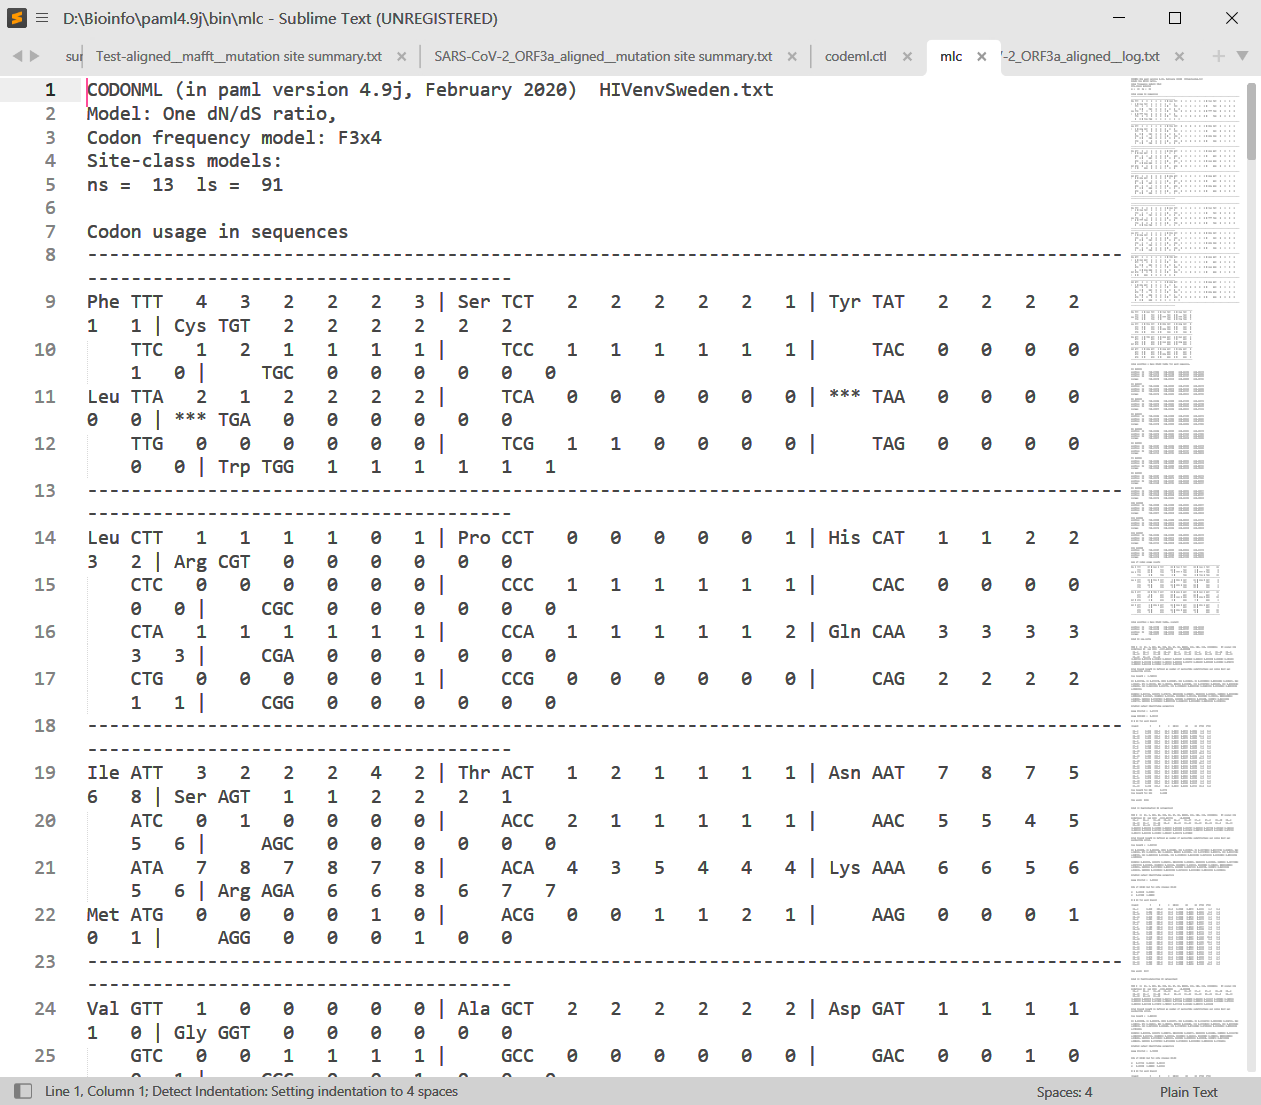 D:\Bioinfo\paml4.9j\bin\mlc - Sublime Text (UNREGISTERED)
sur Test-aligned__mafft__mutation site summary.txt × SARS-CoV-2_ORF3a_aligned__mutation site summary.txt × codeml.ctl × mlc × /-2_ORF3a_aligned__log.txt ×
1 CODONML (in paml version 4.9j, February 2020)  HIVenvSweden.txt
2 Model: One dN/dS ratio,
3 Codon frequency model: F3x4
4 Site-class models:
5 ns =  13  ls =  91
6
7 Codon usage in sequences
8 -----------------------------------------------------------------------------------------------
---------------------------------------
9 Phe TTT   4   3   2   2   2   3 | Ser TCT   2   2   2   2   2   1 | Tyr TAT   2   2   2   2
1   1 | Cys TGT   2   2   2   2   2   2
10     TTC   1   2   1   1   1   1 |     TCC   1   1   1   1   1   1 |     TAC   0   0   0   0
1   0 |     TGC   0   0   0   0   0   0
11 Leu TTA   2   1   2   2   2   2 |     TCA   0   0   0   0   0   0 | *** TAA   0   0   0   0
0   0 | *** TGA   0   0   0   0   0   0
12     TTG   0   0   0   0   0   0 |     TCG   1   1   0   0   0   0 |     TAG   0   0   0   0
0   0 | Trp TGG   1   1   1   1   1   1
13 -----------------------------------------------------------------------------------------------
---------------------------------------
14 Leu CTT   1   1   1   1   0   1 | Pro CCT   0   0   0   0   0   1 | His CAT   1   1   2   2
3   2 | Arg CGT   0   0   0   0   0   0
15     CTC   0   0   0   0   0   0 |     CCC   1   1   1   1   1   1 |     CAC   0   0   0   0
0   0 |     CGC   0   0   0   0   0   0
16     CTA   1   1   1   1   1   1 |     CCA   1   1   1   1   1   2 | Gln CAA   3   3   3   3
3   3 |     CGA   0   0   0   0   0   0
17     CTG   0   0   0   0   0   1 |     CCG   0   0   0   0   0   0 |     CAG   2   2   2   2
1   1 |     CGG   0   0   0   0   0   0
18 -----------------------------------------------------------------------------------------------
---------------------------------------
19 Ile ATT   3   2   2   2   4   2 | Thr ACT   1   2   1   1   1   1 | Asn AAT   7   8   7   5
6   8 | Ser AGT   1   1   2   2   2   1
20     ATC   0   1   0   0   0   0 |     ACC   2   1   1   1   1   1 |     AAC   5   5   4   5
5   6 |     AGC   0   0   0   0   0   0
21     ATA   7   8   7   8   7   8 |     ACA   4   3   5   4   4   4 | Lys AAA   6   6   5   6
5   6 | Arg AGA   6   6   8   6   7   7
22 Met ATG   0   0   0   0   1   0 |     ACG   0   0   1   1   2   1 |     AAG   0   0   0   1
0   1 |     AGG   0   0   0   1   0   0
23 -----------------------------------------------------------------------------------------------
---------------------------------------
24 Val GTT   1   0   0   0   0   0 | Ala GCT   2   2   2   2   2   2 | Asp GAT   1   1   1   1
1   0 | Gly GGT   0   0   0   0   0   0
25     GTC   0   0   1   1   1   1 |     GCC   0   0   0   0   0   0 |     GAC   0   0   1   0
Line 1, Column 1; Detect Indentation: Setting indentation to 4 spaces
Spaces: 4
Plain Text